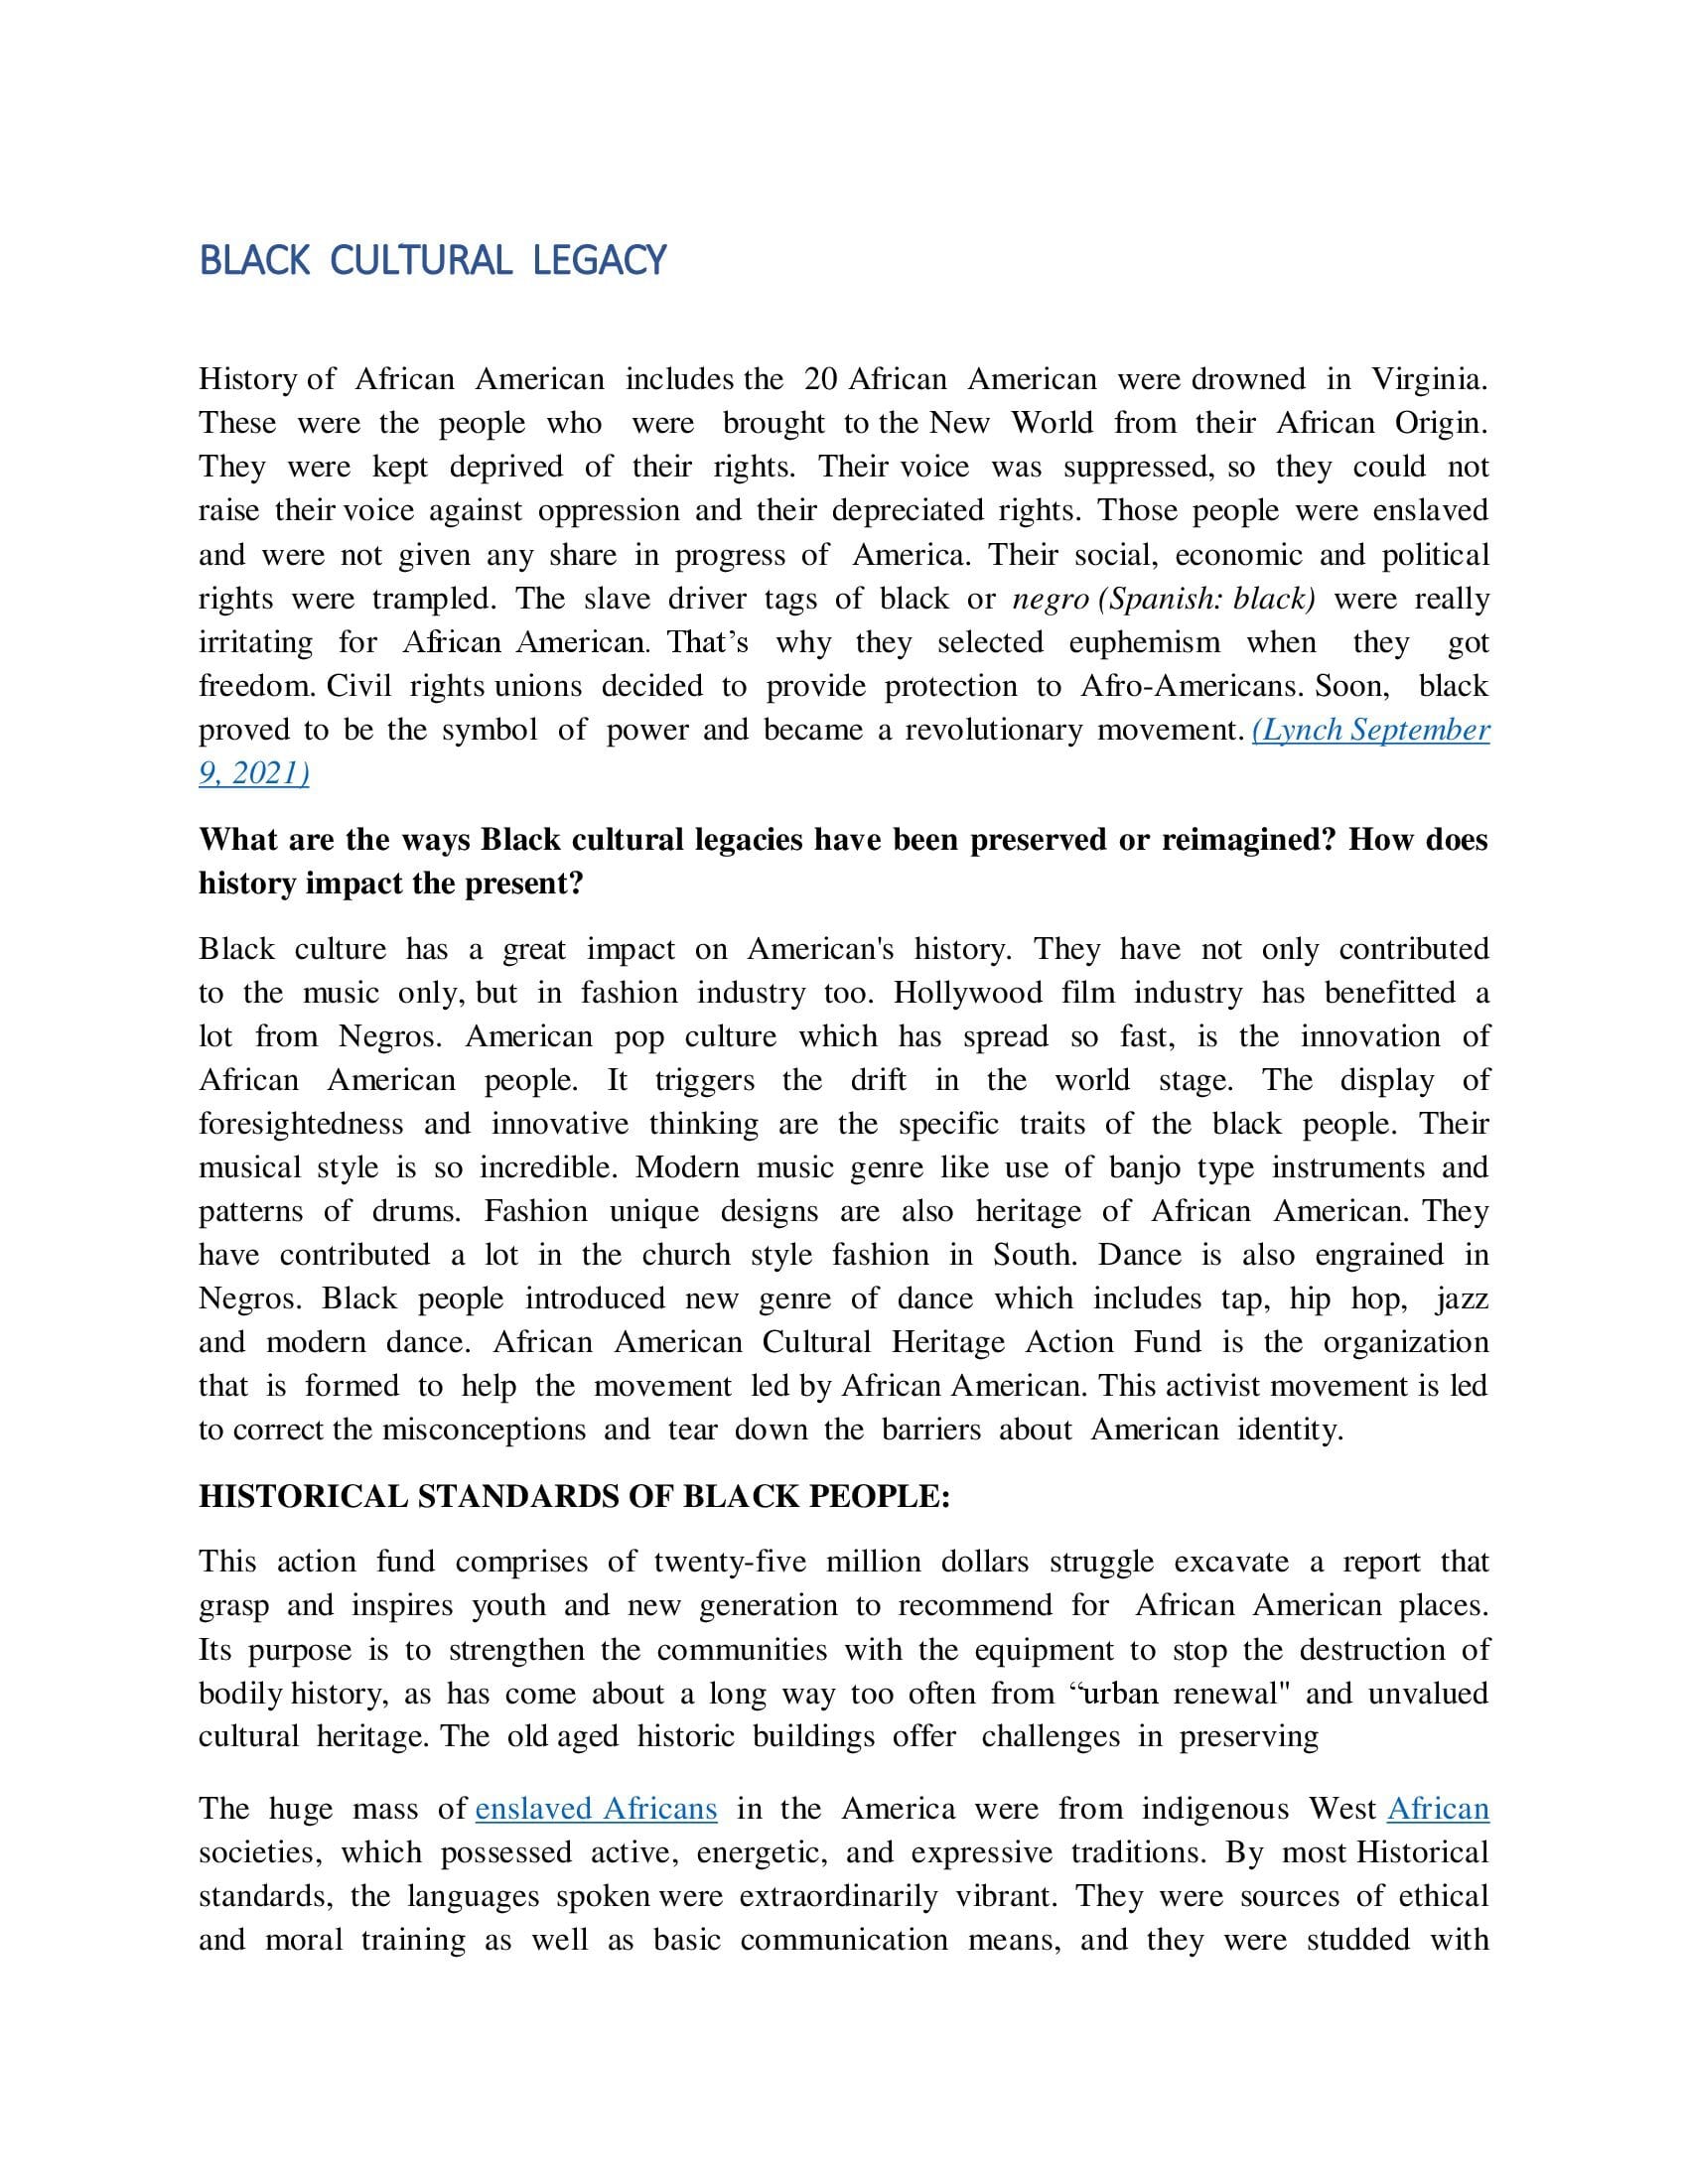 BLACK CULTURAL LEGACY
History of African American includes the 20 African American were drowned in Virginia.
These were the people who were brought to the New World from their African Origin.
They were kept deprived of their rights. Their voice was suppressed, so they could not
raise their voice against oppression and their depreciated rights. Those people were enslaved
and were not given any share in progress of America. Their social, economic and political
rights were trampled. The slave driver tags of black or negro (Spanish: black) were really
irritating for African American. That’s why they selected euphemism when they got
freedom. Civil rights unions decided to provide protection to Afro-Americans. Soon, black
proved to be the symbol of power and became a revolutionary movement. (Lynch September
9, 2021)
What are the ways Black cultural legacies have been preserved or reimagined? How does
history impact the present?
Black culture has a great impact on American's history. They have not only contributed
to the music only, but in fashion industry too. Hollywood film industry has benefitted a
lot from Negros. American pop culture which has spread so fast, is the innovation of
African American people. It triggers the drift in the world stage. The display of
foresightedness and innovative thinking are the specific traits of the black people. Their
musical style is so incredible. Modern music genre like use of banjo type instruments and
patterns of drums. Fashion unique designs are also heritage of African American. They
have contributed a lot in the church style fashion in South. Dance is also engrained in
Negros. Black people introduced new genre of dance which includes tap, hip hop, jazz
and modern dance. African American Cultural Heritage Action Fund is the organization
that is formed to help the movement led by African American. This activist movement is led
to correct the misconceptions and tear down the barriers about American identity.
HISTORICAL STANDARDS OF BLACK PEOPLE:
This action fund comprises of twenty-five million dollars struggle excavate a report that
grasp and inspires youth and new generation to recommend for African American places.
Its purpose is to strengthen the communities with the equipment to stop the destruction of
bodily history, as has come about a long way too often from “urban renewal" and unvalued
cultural heritage. The old aged historic buildings offer challenges in preserving
The huge mass of enslaved Africans in the America were from indigenous West African
societies, which possessed active, energetic, and expressive traditions. By most Historical
standards, the languages spoken were extraordinarily vibrant. They were sources of ethical
and moral training as well as basic communication means, and they were studded with